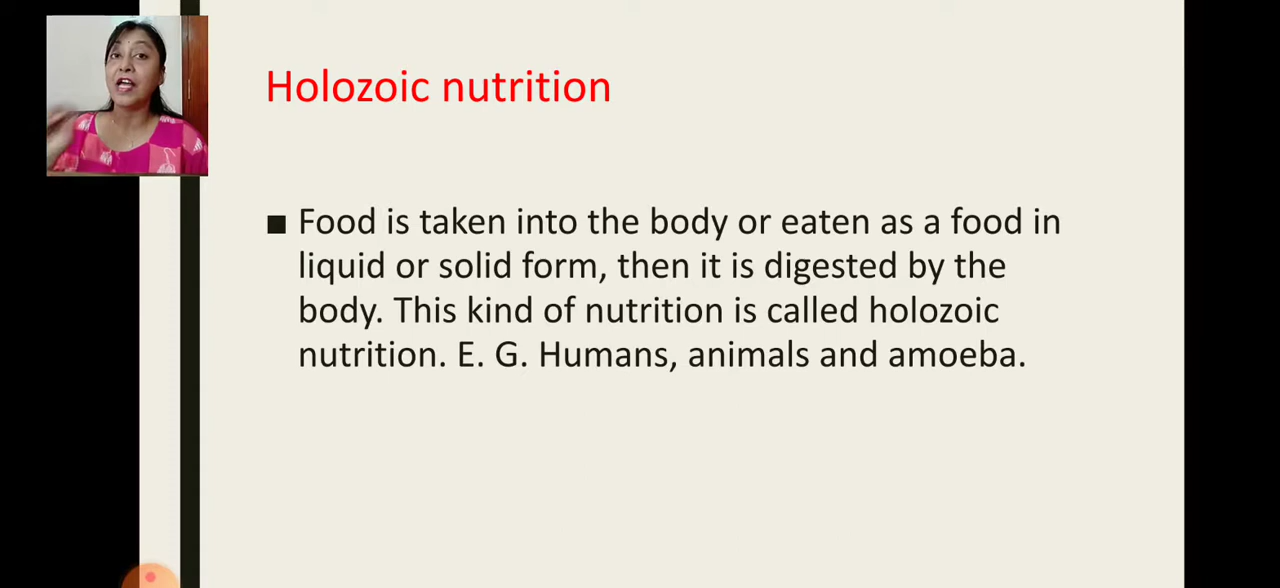 Holozoic nutrition
■ Food is taken into the body or eaten as a food in
liquid or solid form, then it is digested by the
body. This kind of nutrition is called holozoic
nutrition. E. G. Humans, animals and amoeba.